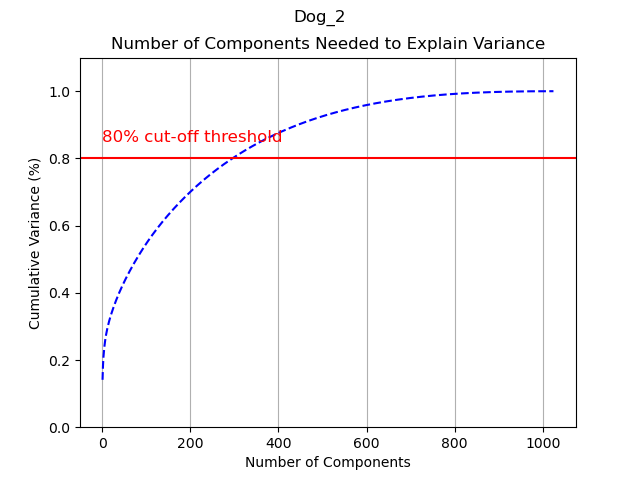 Dog_2
Number of Components Needed to Explain Variance
1.0
80% cut-off threshold
0.8
0.6
0.4
0.2
0.0
Cumulative Variance (%)
0 200 400 600 800 1000
Number of Components